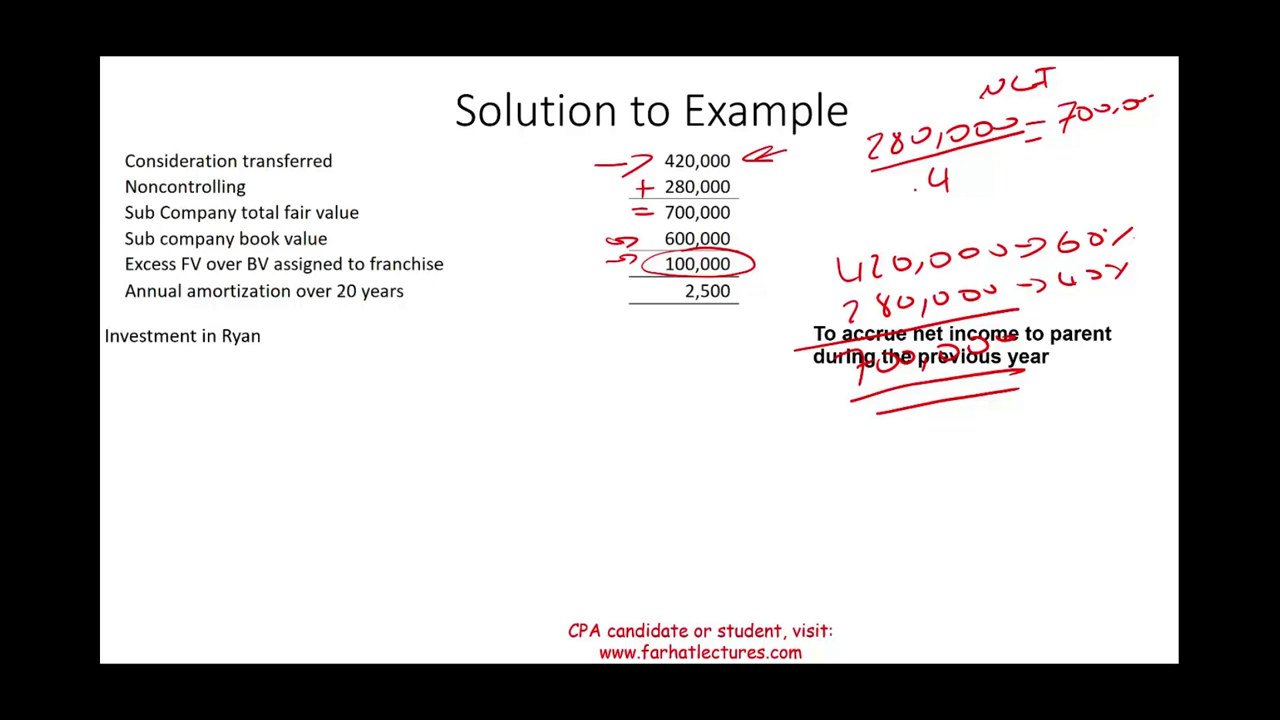 Solution to Example
NCI
280,000 = 700,0
.4
Consideration transferred 420,000
Noncontrolling + 280,000
Sub Company total fair value = 700,000
Sub company book value 600,000
Excess FV over BV assigned to franchise 100,000
Annual amortization over 20 years 2,500
420,000 → 60%
280,000 → 40%
700,000
Investment in Ryan
To accrue net income to parent
during the previous year
CPA candidate or student, visit:
www.farhatlectures.com